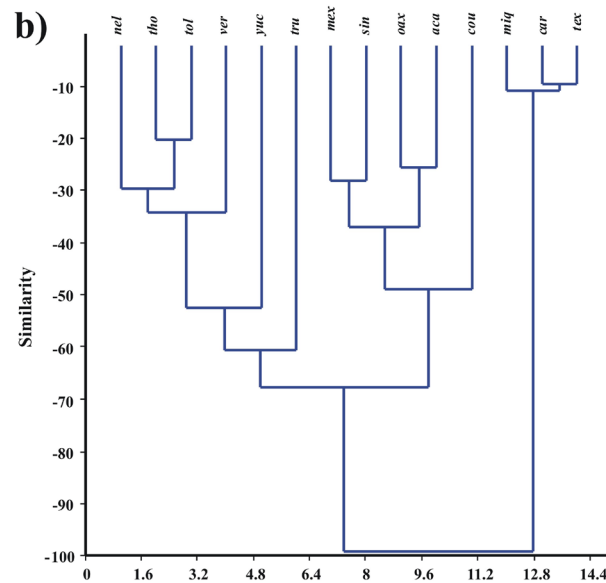 b)
nel tho tol ver yuc tru mex sin oax aca cou miq car tex
Similarity
-10
-20
-30
-40
-50
-60
-70
-80
-90
-100
0 1.6 3.2 4.8 6.4 8 9.6 11.2 12.8 14.4